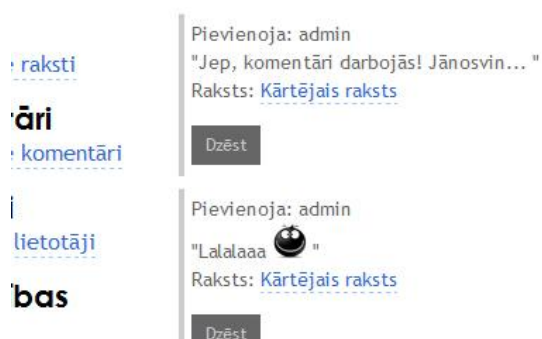 raksti
āri
komentāri
lietotāji
bas
Pievienoja: admin
"Jep, komentāri darbojās! Jānosvin... "
Raksts: Kārtējais raksts
Dzēst
Pievienoja: admin
"Lalalaaa "
Raksts: Kārtējais raksts
Dzēst